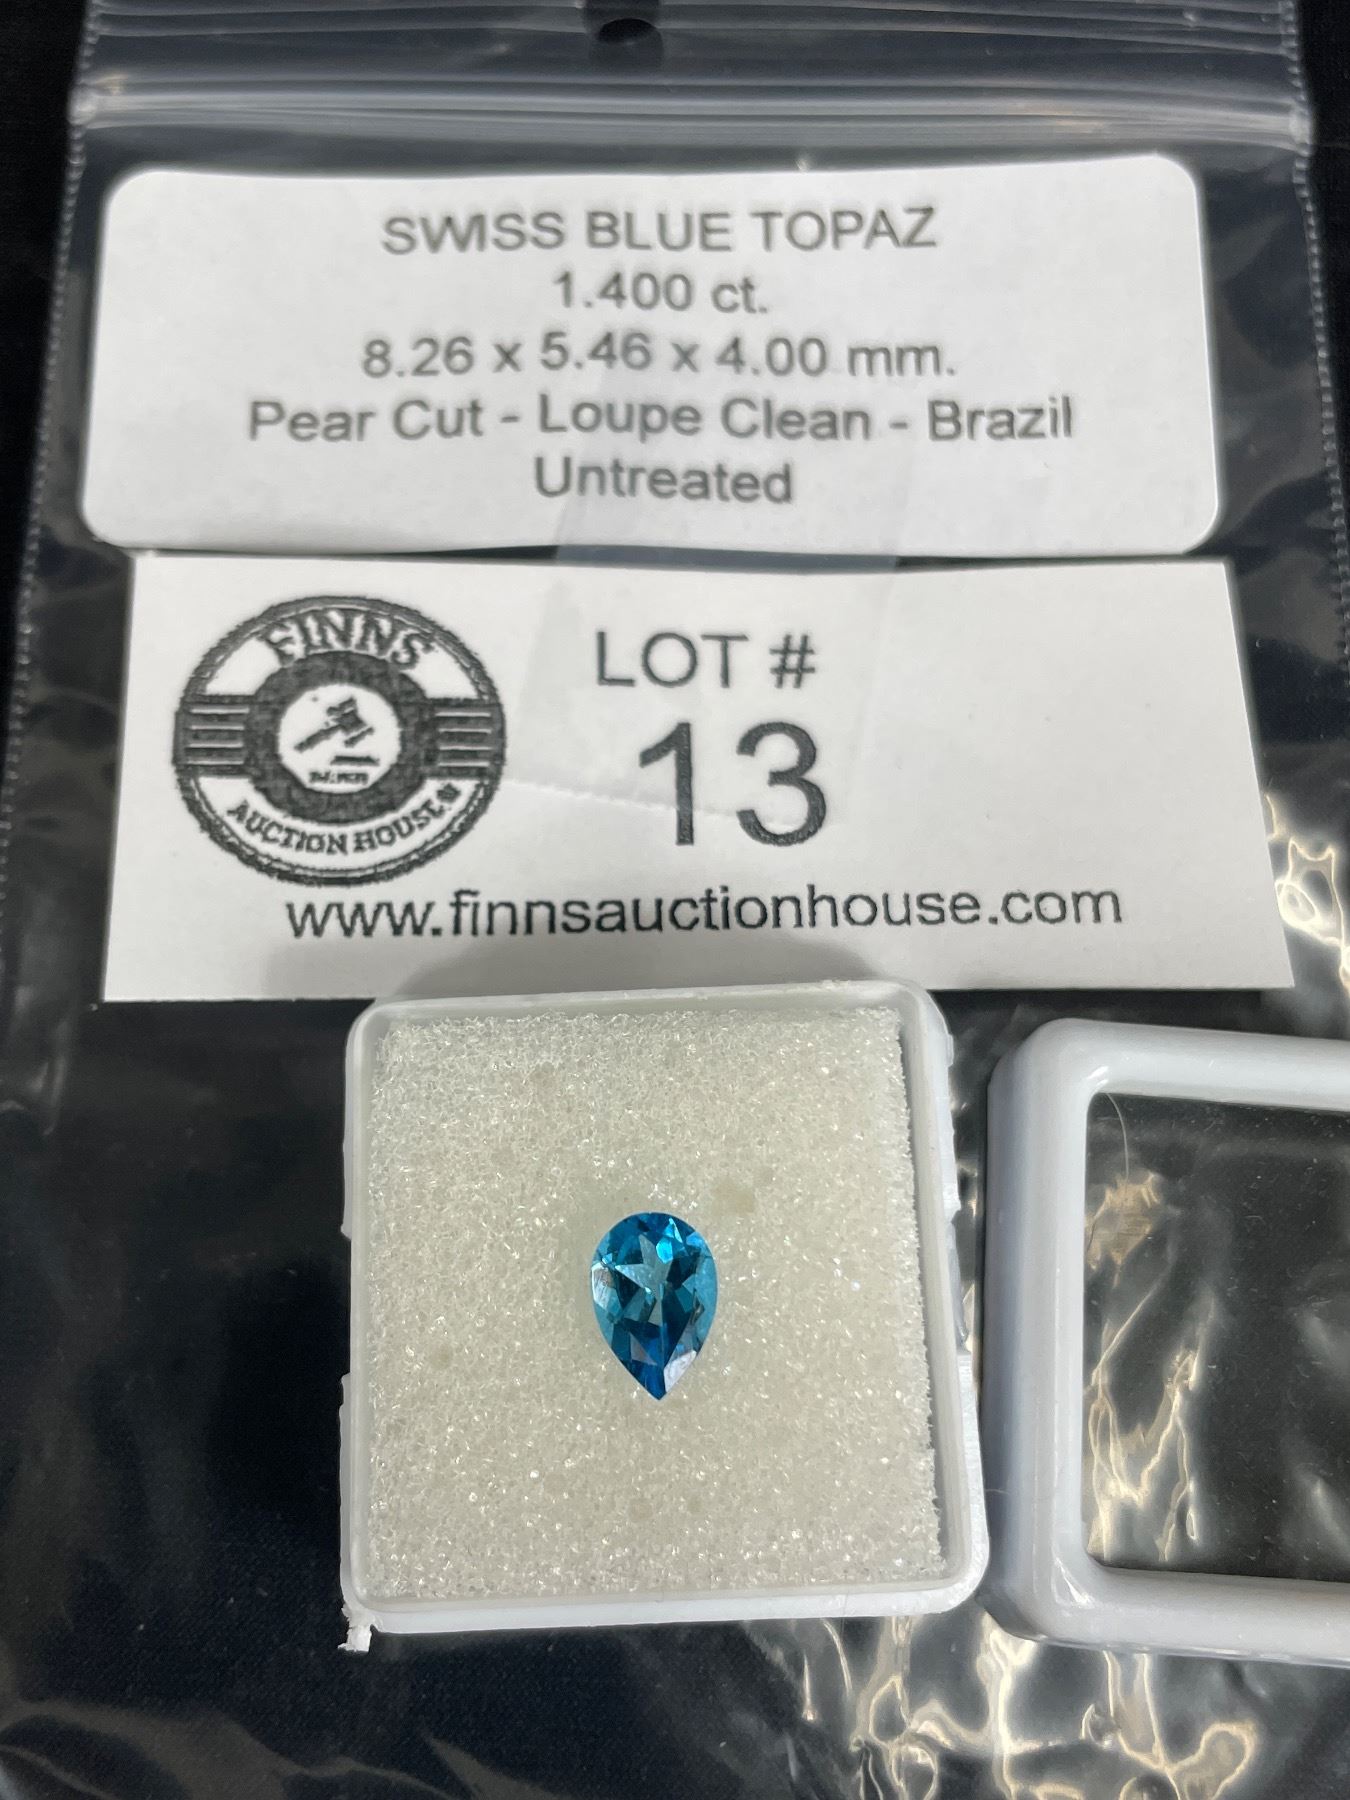 SWISS BLUE TOPAZ
1.400 ct.
8.26 x 5.46 x 4.00 mm.
Pear Cut - Loupe Clean - Brazil
Untreated
FINNS
AUCTION HOUSE
LOT #
13
www.finnsauctionhouse.com